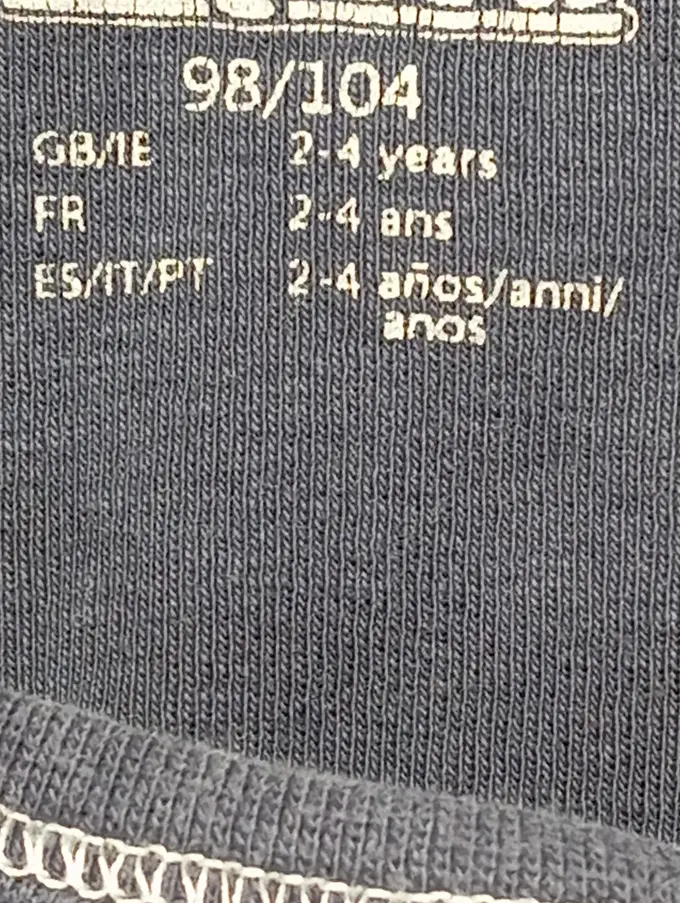 98/104
GB/IE 2-4 years
FR 2-4 ans
ES/IT/PT 2-4 años/anni/
anos